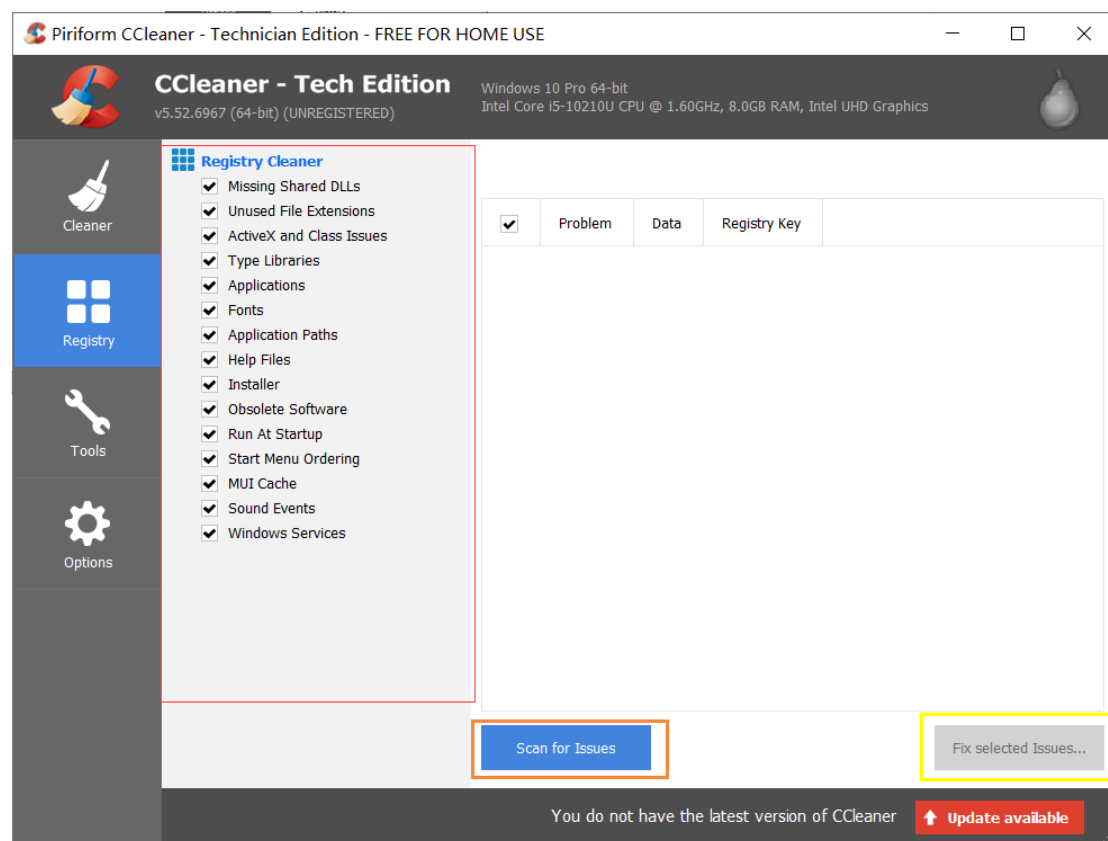 Piriform CCleaner - Technician Edition - FREE FOR HOME USE
CCleaner - Tech Edition
v5.52.6967 (64-bit) (UNREGISTERED)
Windows 10 Pro 64-bit
Intel Core i5-10210U CPU @ 1.60GHz, 8.0GB RAM, Intel UHD Graphics
Cleaner
Registry
Tools
Options
Registry Cleaner
Missing Shared DLLs
Unused File Extensions
ActiveX and Class Issues
Type Libraries
Applications
Fonts
Application Paths
Help Files
Installer
Obsolete Software
Run At Startup
Start Menu Ordering
MUI Cache
Sound Events
Windows Services
Problem Data Registry Key
Scan for Issues
Fix selected Issues...
You do not have the latest version of CCleaner
Update available